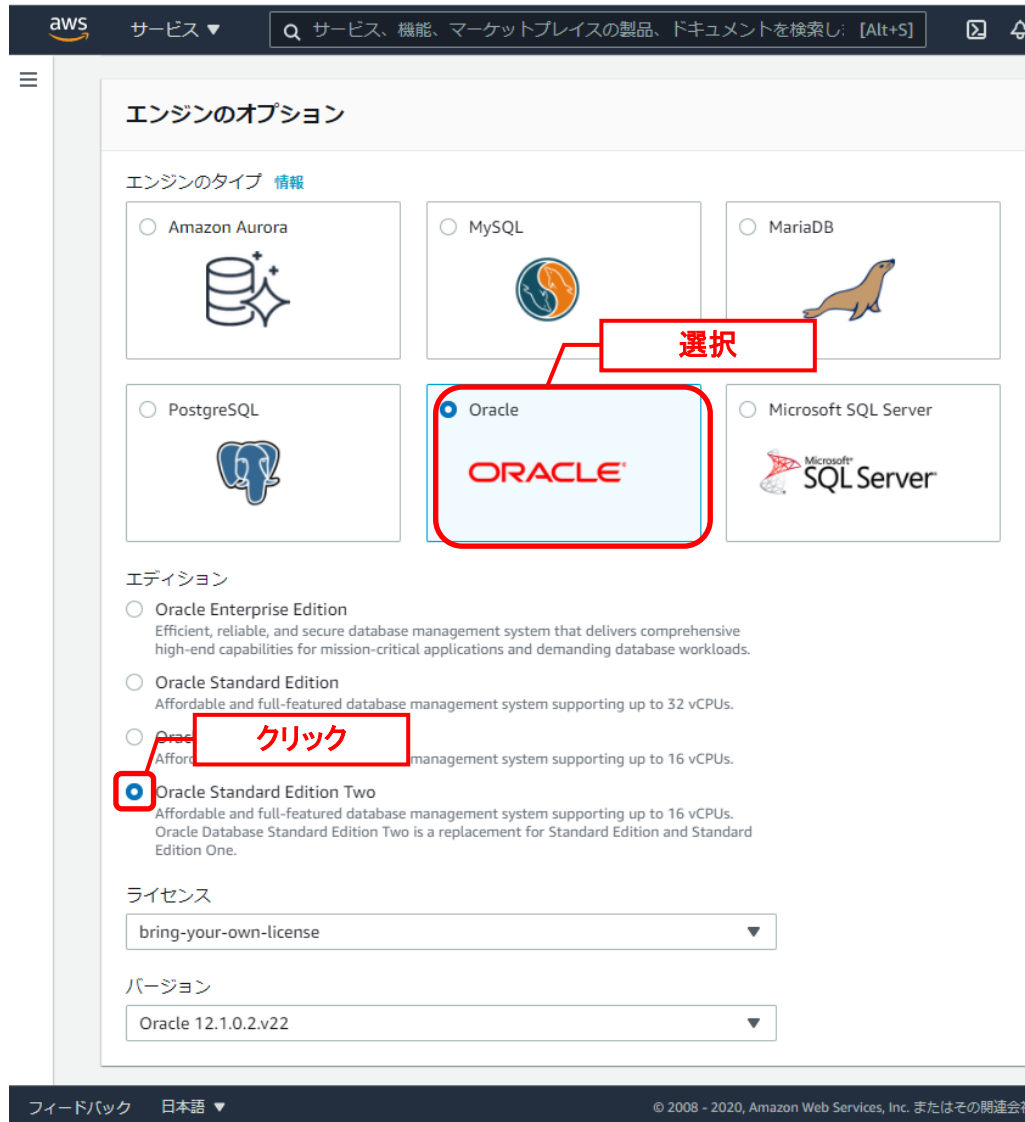 aws
サービス ▼
サービス、機能、マーケットプレイスの製品、ドキュメントを検索し [Alt+S]
エンジンのオプション
エンジンのタイプ 情報
Amazon Aurora
MySQL
MariaDB
選択
PostgreSQL
Oracle
Microsoft SQL Server
ORACLE
Microsoft
SQL Server
エディション
Oracle Enterprise Edition
Efficient, reliable, and secure database management system that delivers comprehensive
high-end capabilities for mission-critical applications and demanding database workloads.
Oracle Standard Edition
Affordable and full-featured database management system supporting up to 32 vCPUs.
クリック
management system supporting up to 16 vCPUs.
Oracle Standard Edition Two
Affordable and full-featured database management system supporting up to 16 vCPUs.
Oracle Database Standard Edition Two is a replacement for Standard Edition and Standard
Edition One.
ライセンス
bring-your-own-license
バージョン
Oracle 12.1.0.2.v22
フィードバック
日本語 ▼
© 2008 - 2020, Amazon Web Services, Inc. またはその関連会